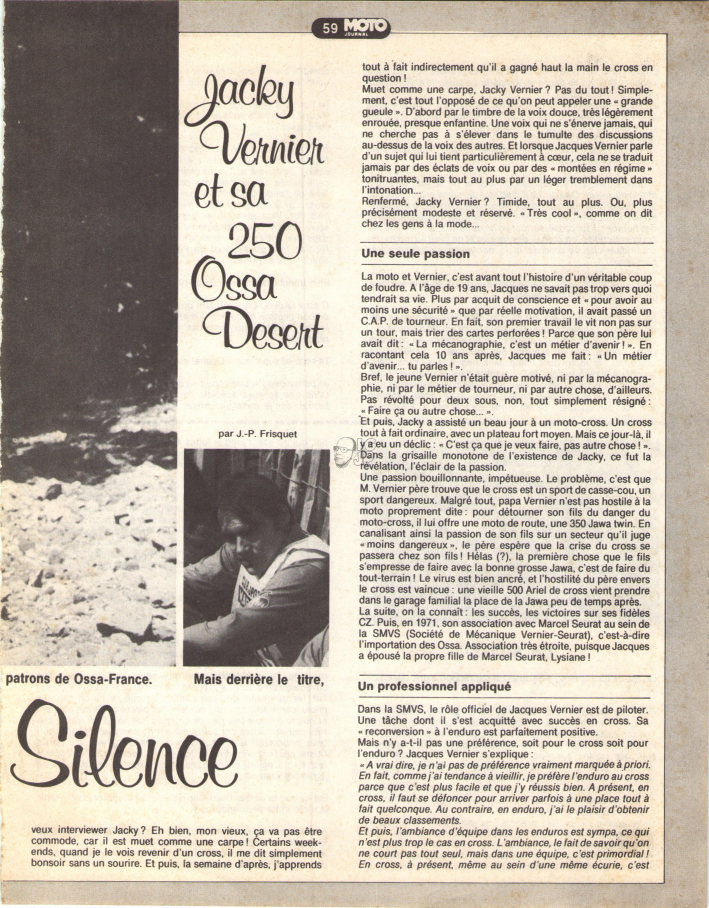 59 MOTO
JOURNAL
Jacky
Vernier
et sa
250
Ossa
Desert
par J.-P. Frisquet
patrons de Ossa-France. Mais derrière le titre,
Silence
veux interviewer Jacky ? Eh bien, mon vieux, ça va pas être
commode, car il est muet comme une carpe ! Certains week-
ends, quand je le vois revenir d'un cross, il me dit simplement
bonsoir sans un sourire. Et puis, la semaine d'après, j'apprends
tout à fait indirectement qu'il a gagné haut la main le cross en
question !
Muet comme une carpe, Jacky Vernier ? Pas du tout ! Simple-
ment, c'est tout l'opposé de ce qu'on peut appeler une « grande
gueule ». D'abord par le timbre de la voix douce, très légèrement
enrouée, presque enfantine. Une voix qui ne s'énerve jamais, qui
ne cherche pas à s'élever dans le tumulte des discussions
au-dessus de la voix des autres. Et lorsque Jacques Vernier parle
d'un sujet qui lui tient particulièrement à cœur, cela ne se traduit
jamais par des éclats de voix ou par des « montées en régime »
tonitruantes, mais tout au plus par un léger tremblement dans
l'intonation...
Renfermé, Jacky Vernier ? Timide, tout au plus. Ou, plus
précisément modeste et réservé. « Très cool », comme on dit
chez les gens à la mode...
Une seule passion
La moto et Vernier, c'est avant tout l'histoire d'un véritable coup
de foudre. A l'âge de 19 ans, Jacques ne savait pas trop vers quoi
tendrait sa vie. Plus par acquit de conscience et « pour avoir au
moins une sécurité » que par réelle motivation, il avait passé un
C.A.P. de tourneur. En fait, son premier travail le vit non pas sur
un tour, mais trier des cartes perforées ! Parce que son père lui
avait dit : « La mécanographie, c'est un métier d'avenir ! ». En
racontant cela 10 ans après, Jacques me fait : « Un métier
d'avenir... tu parles ! ».
Bref, le jeune Vernier n'était guère motivé, ni par la mécanogra-
phie, ni par le métier de tourneur, ni par autre chose, d'ailleurs.
Pas révolté pour deux sous, non, tout simplement résigné :
« Faire ça ou autre chose... ».
Et puis, Jacky a assisté un beau jour à un moto-cross. Un cross
tout à fait ordinaire, avec un plateau fort moyen. Mais ce jour-là, il
y a eu un déclic : « C'est ça que je veux faire, pas autre chose ! ».
Dans la grisaille monotone de l'existence de Jacky, ce fut la
révélation, l'éclair de la passion.
Une passion bouillonnante, impétueuse. Le problème, c'est que
M. Vernier père trouve que le cross est un sport de casse-cou, un
sport dangereux. Malgré tout, papa Vernier n'est pas hostile à la
moto proprement dite : pour détourner son fils du danger du
moto-cross, il lui offre une moto de route, une 350 Jawa twin. En
canalisant ainsi la passion de son fils sur un secteur qu'il juge
« moins dangereux », le père espère que la crise du cross se
passera chez son fils ! Hélas (?), la première chose que le fils
s'empresse de faire avec la bonne grosse Jawa, c'est de faire du
tout-terrain ! Le virus est bien ancré, et l'hostilité du père envers
le cross est vaincue : une vieille 500 Ariel de cross vient prendre
dans le garage familial la place de la Jawa peu de temps après.
La suite, on la connaît : les succès, les victoires sur ses fidèles
CZ. Puis, en 1971, son association avec Marcel Seurat au sein de
la SMVS (Société de Mécanique Vernier-Seurat), c'est-à-dire
l'importation des Ossa. Association très étroite, puisque Jacques
a épousé la propre fille de Marcel Seurat, Lysiane !
Un professionnel appliqué
Dans la SMVS, le rôle officiel de Jacques Vernier est de piloter.
Une tâche dont il s'est acquitté avec succès en cross. Sa
« reconversion » à l'enduro est parfaitement positive.
Mais n'y a-t-il pas une préférence, soit pour le cross soit pour
l'enduro ? Jacques Vernier s'explique :
« A vrai dire, je n'ai pas de préférence vraiment marquée à priori.
En fait, comme j'ai tendance à vieillir, je préfère l'enduro au cross
parce que c'est plus facile et que j'y réussis bien. A présent, en
cross, il faut se défoncer pour arriver parfois à une place tout à
fait quelconque. Au contraire, en enduro, j'ai le plaisir d'obtenir
de beaux classements.
Et puis, l'ambiance d'équipe dans les enduros est sympa, ce qui
n'est plus trop le cas en cross. L'ambiance, le fait de savoir qu'on
ne court pas tout seul, mais dans une équipe, c'est primordial !
En cross, à présent, même au sein d'une même écurie, c'est